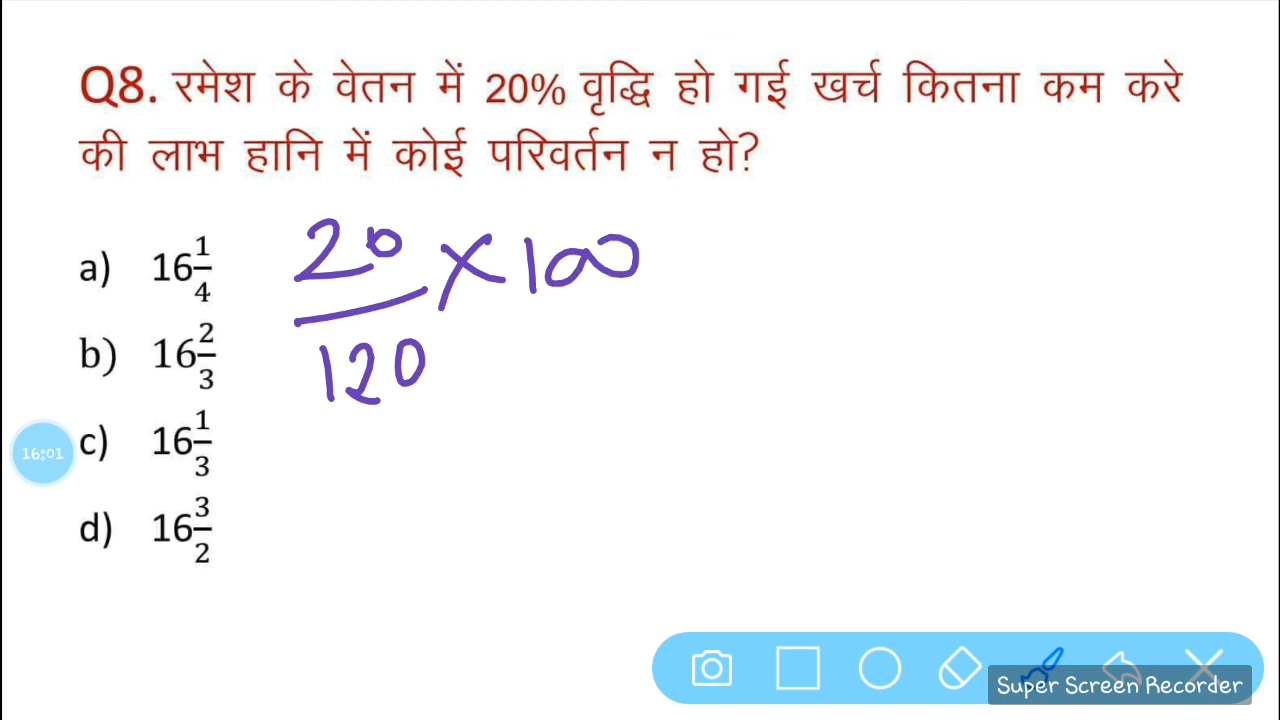 Q8. रमेश के वेतन में 20% वृद्धि हो गई खर्च कितना कम करे
की लाभ हानि में कोई परिवर्तन न हो?
a) 16 1/4
20/120 × 100
b) 16 2/3
c) 16 1/3
16:01
d) 16 3/2
Super Screen Recorder